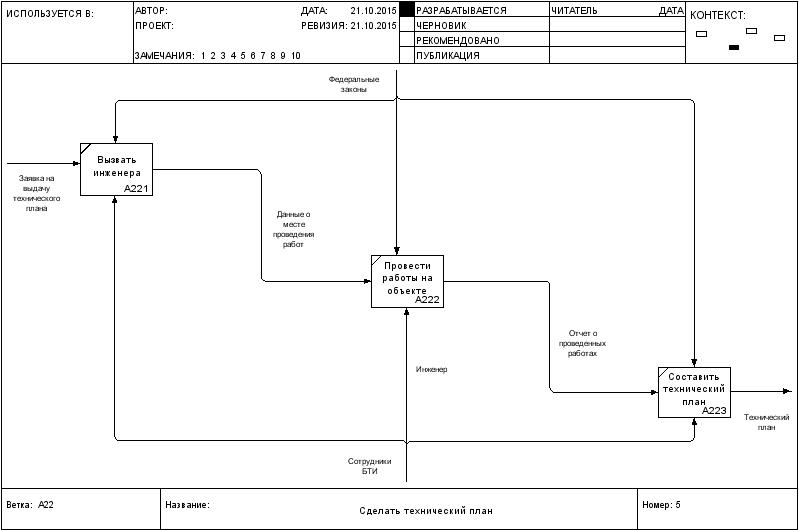 ИСПОЛЬЗУЕТСЯ В:
АВТОР:
ДАТА: 21.10.2015
РАЗРАБАТЫВАЕТСЯ
ЧИТАТЕЛЬ
ДАТА
КОНТЕКСТ:
ПРОЕКТ:
РЕВИЗИЯ: 21.10.2015
ЧЕРНОВИК
РЕКОМЕНДОВАНО
ЗАМЕЧАНИЯ: 1 2 3 4 5 6 7 8 9 10
ПУБЛИКАЦИЯ
Федеральные
законы
Вызвать
инженера
A221
Заявка на
выдачу
технического
плана
Данные о
месте
проведения
работ
Провести
работы на
объекте
A222
Отчет о
проведенных
работах
Инженер
Составить
технический
план
A223
Технический
план
Сотрудники
БТИ
Ветка: A22
Название:
Сделать технический план
Номер: 5